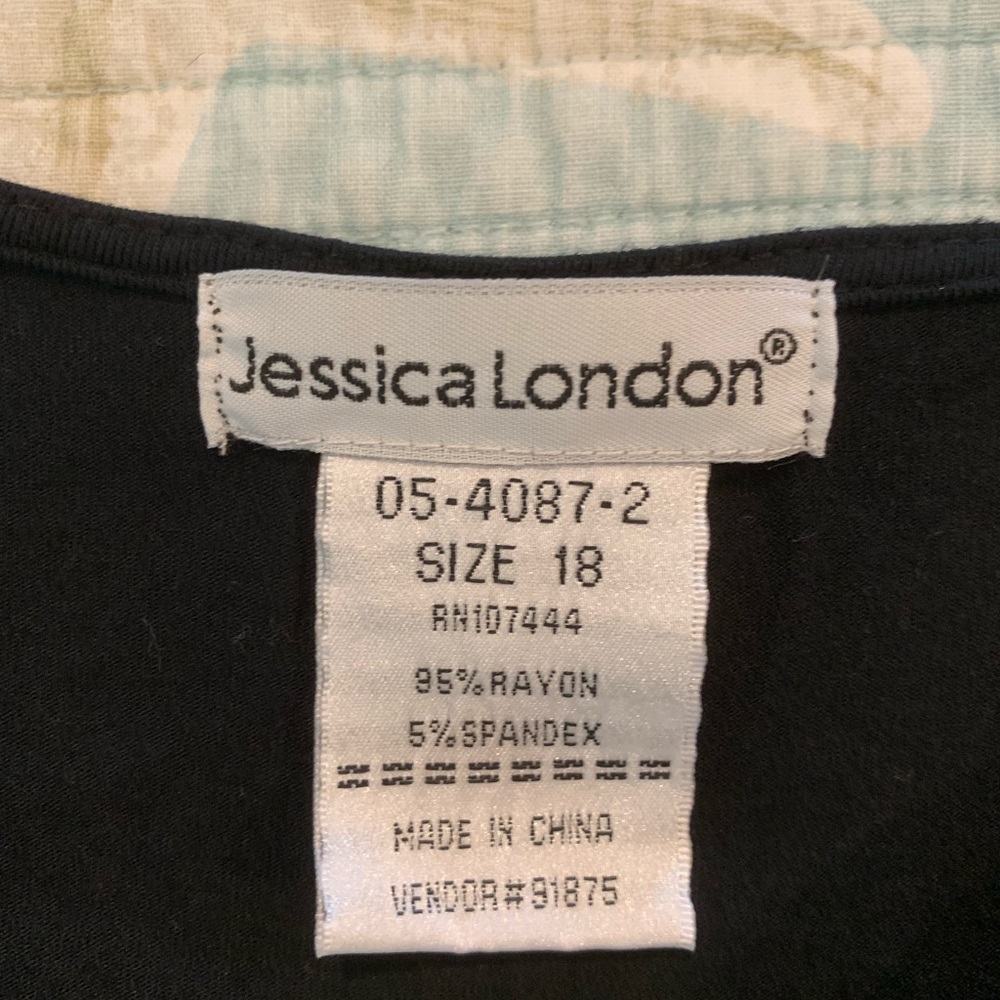 Jessica London®
05-4087-2
SIZE 18
RN107444
95% RAYON
5% SPANDEX
MADE IN CHINA
VENDOR#91875